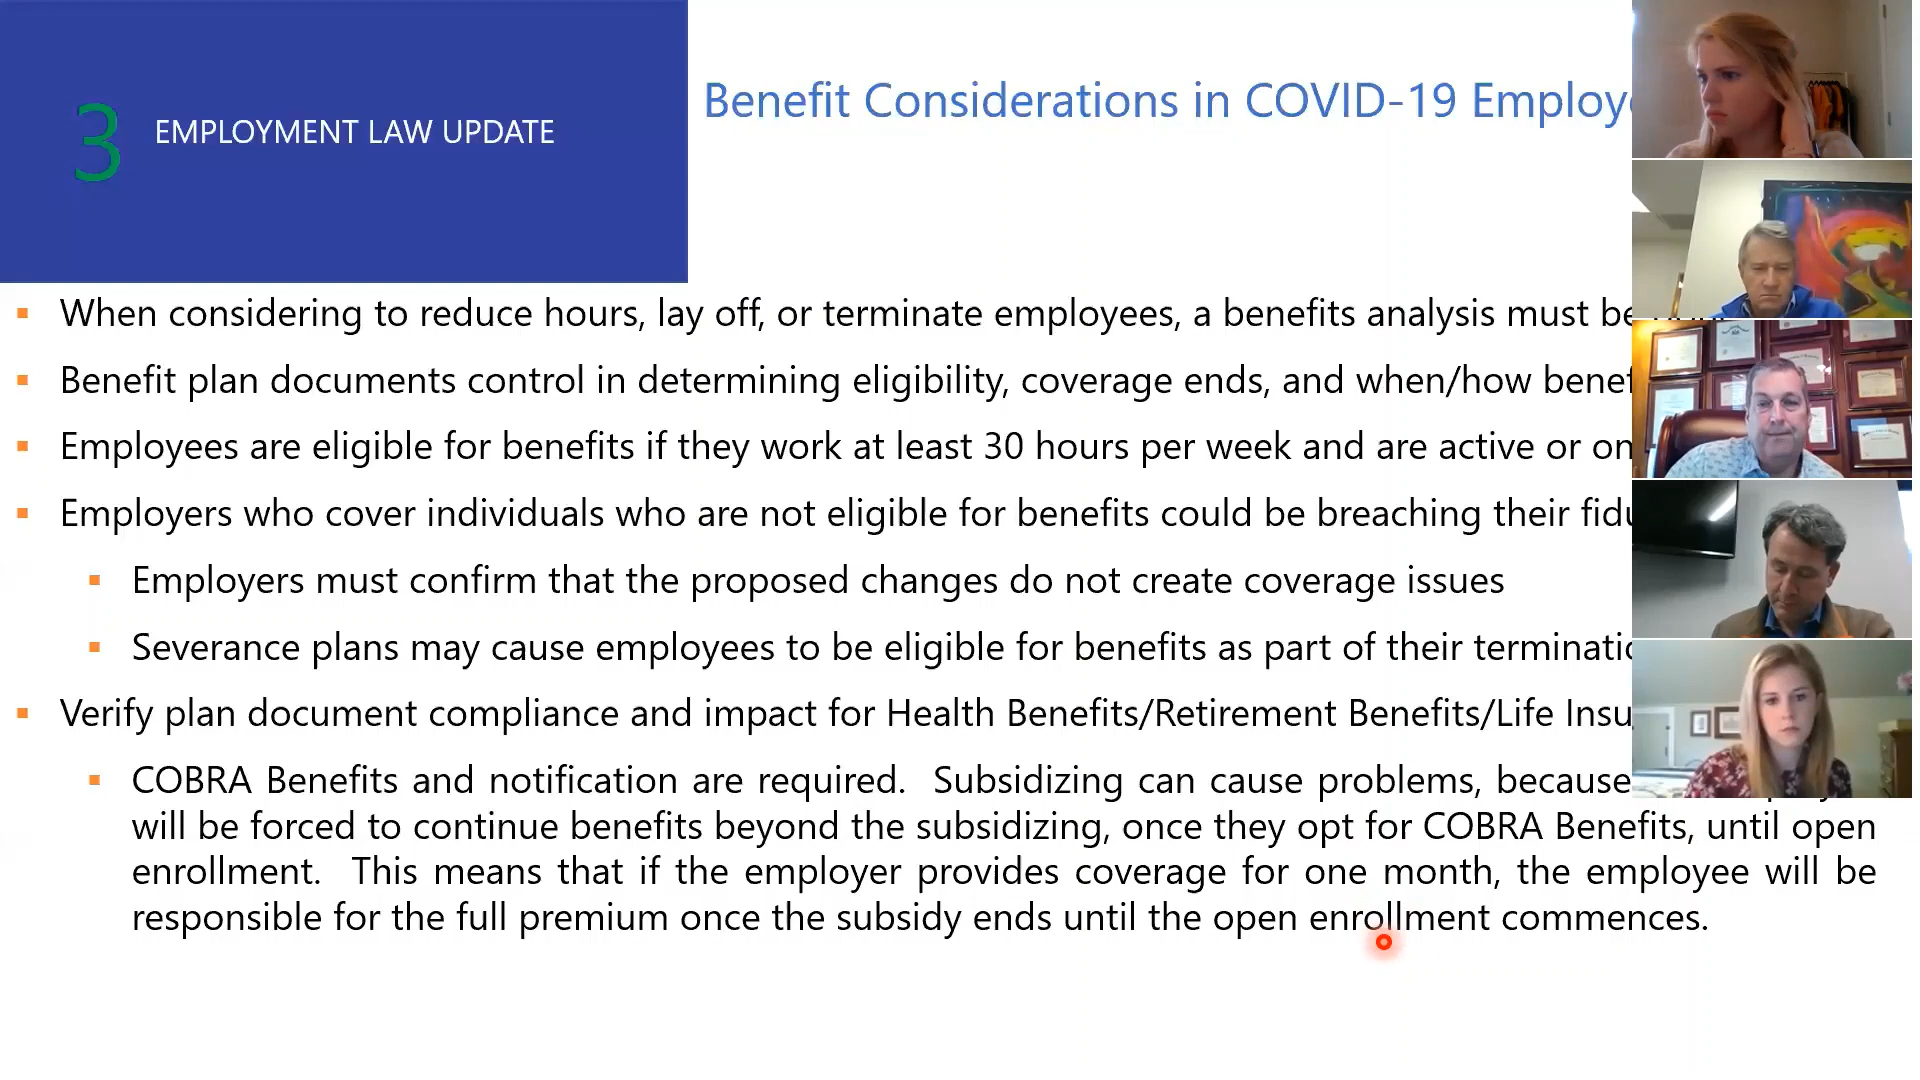 3 EMPLOYMENT LAW UPDATE
Benefit Considerations in COVID-19
When considering to reduce hours, lay off, or terminate employees, a benefits analysis must be
Benefit plan documents control in determining eligibility, coverage ends, and when/how
Employees are eligible for benefits if they work at least 30 hours per week and are active or on
Employers who cover individuals who are not eligible for benefits could be breaching their
Employers must confirm that the proposed changes do not create coverage issues
Severance plans may cause employees to be eligible for benefits as part of their
Verify plan document compliance and impact for Health Benefits/Retirement Benefits/Life
COBRA Benefits and notification are required. Subsidizing can cause problems, because
will be forced to continue benefits beyond the subsidizing, once they opt for COBRA Benefits, until open
enrollment. This means that if the employer provides coverage for one month, the employee will be
responsible for the full premium once the subsidy ends until the open enrollment commences.